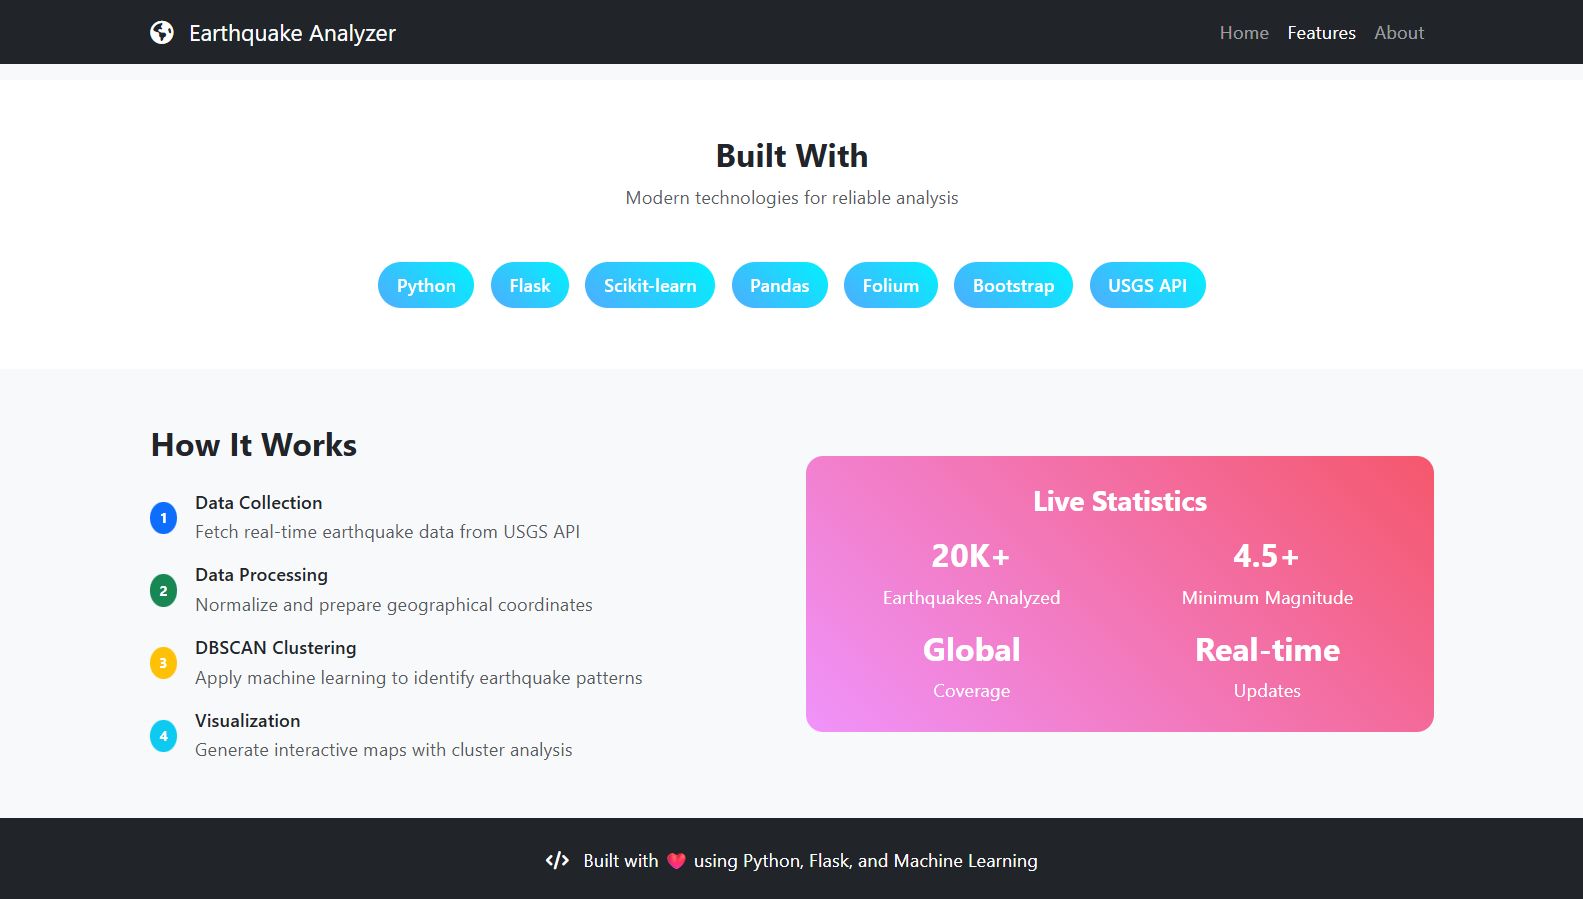 Earthquake Analyzer
Home Features About
Built With
Modern technologies for reliable analysis
Python Flask Scikit-learn Pandas Folium Bootstrap USGS API
How It Works
1 Data Collection
Fetch real-time earthquake data from USGS API
2 Data Processing
Normalize and prepare geographical coordinates
3 DBSCAN Clustering
Apply machine learning to identify earthquake patterns
4 Visualization
Generate interactive maps with cluster analysis
Live Statistics
20K+
Earthquakes Analyzed
4.5+
Minimum Magnitude
Global
Coverage
Real-time
Updates
</> Built with ❤️ using Python, Flask, and Machine Learning